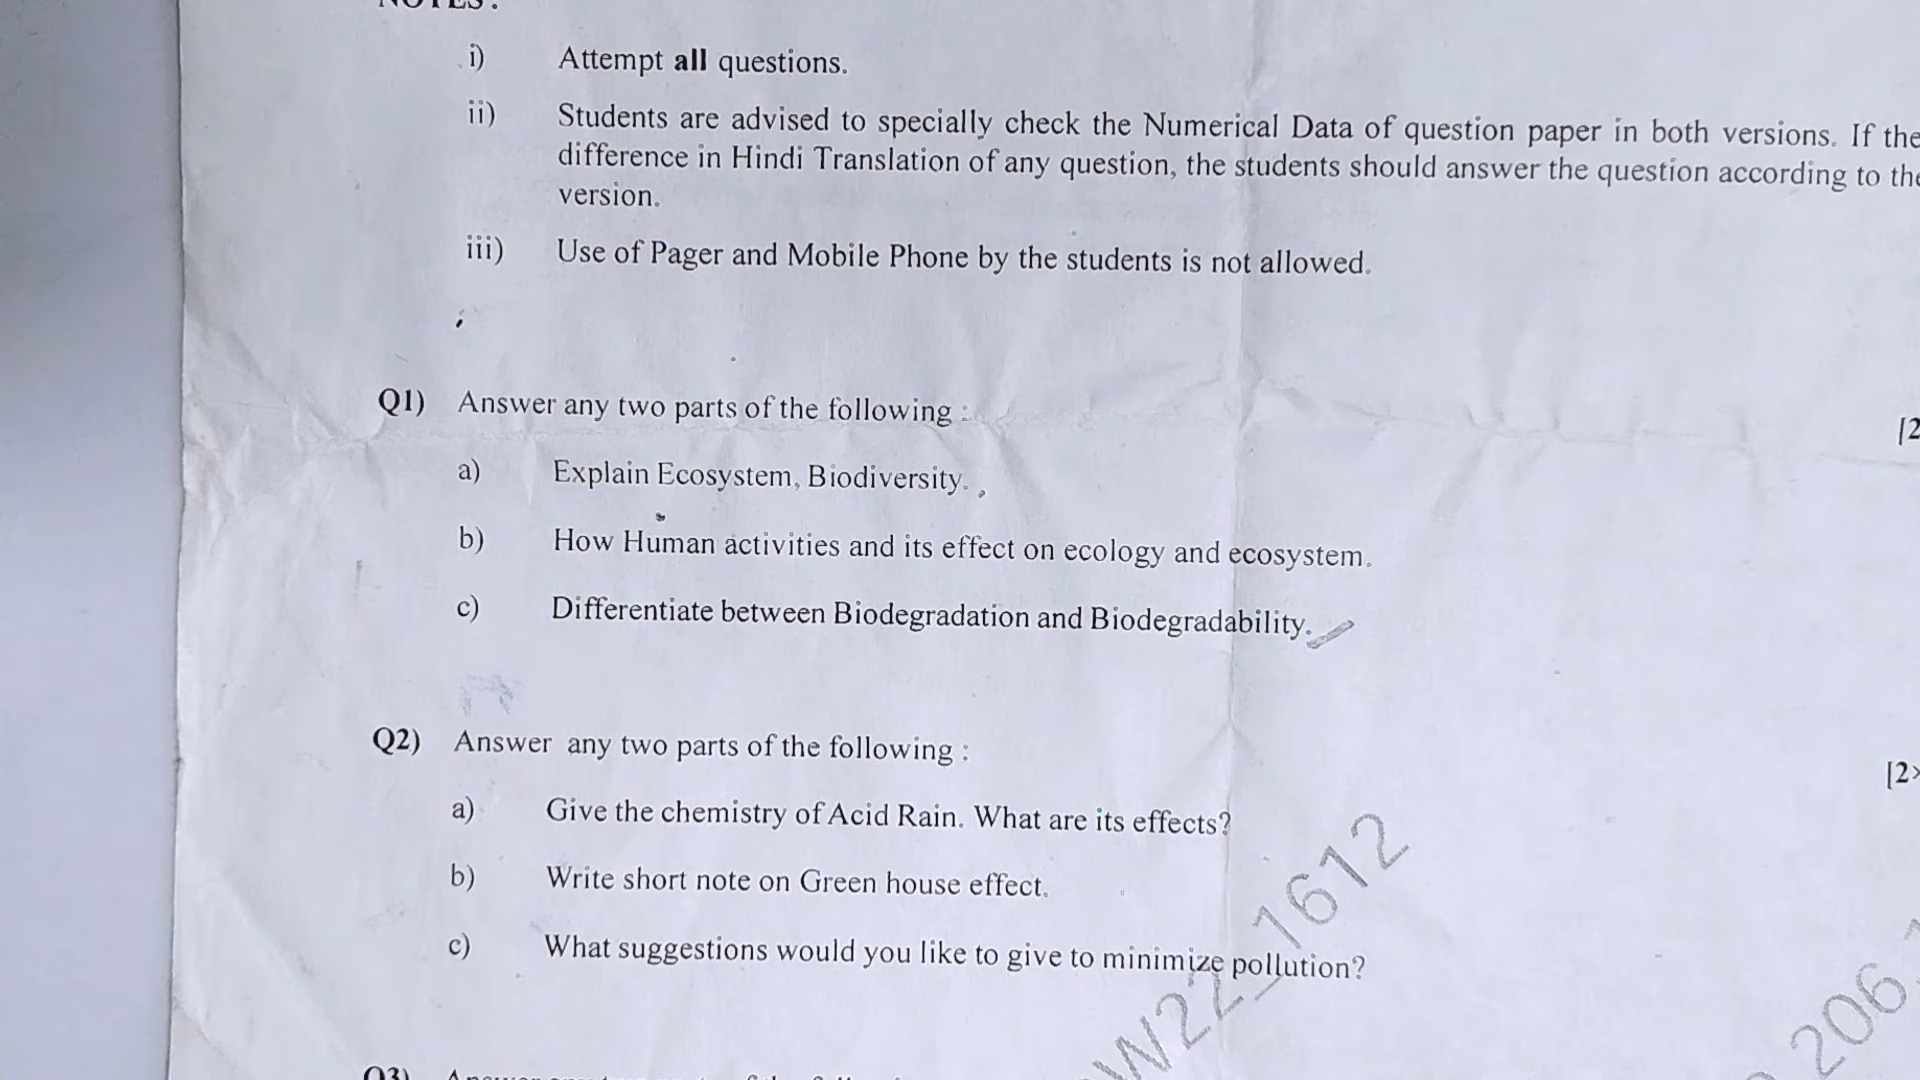 NOTES :
i) Attempt all questions.
ii) Students are advised to specially check the Numerical Data of question paper in both versions. If the
difference in Hindi Translation of any question, the students should answer the question according to the
version.
iii) Use of Pager and Mobile Phone by the students is not allowed.
Q1) Answer any two parts of the following : [2
a) Explain Ecosystem, Biodiversity.
b) How Human activities and its effect on ecology and ecosystem.
c) Differentiate between Biodegradation and Biodegradability.
Q2) Answer any two parts of the following : [2×
a) Give the chemistry of Acid Rain. What are its effects?
b) Write short note on Green house effect.
c) What suggestions would you like to give to minimize pollution?
W22_1612
206
Q3)